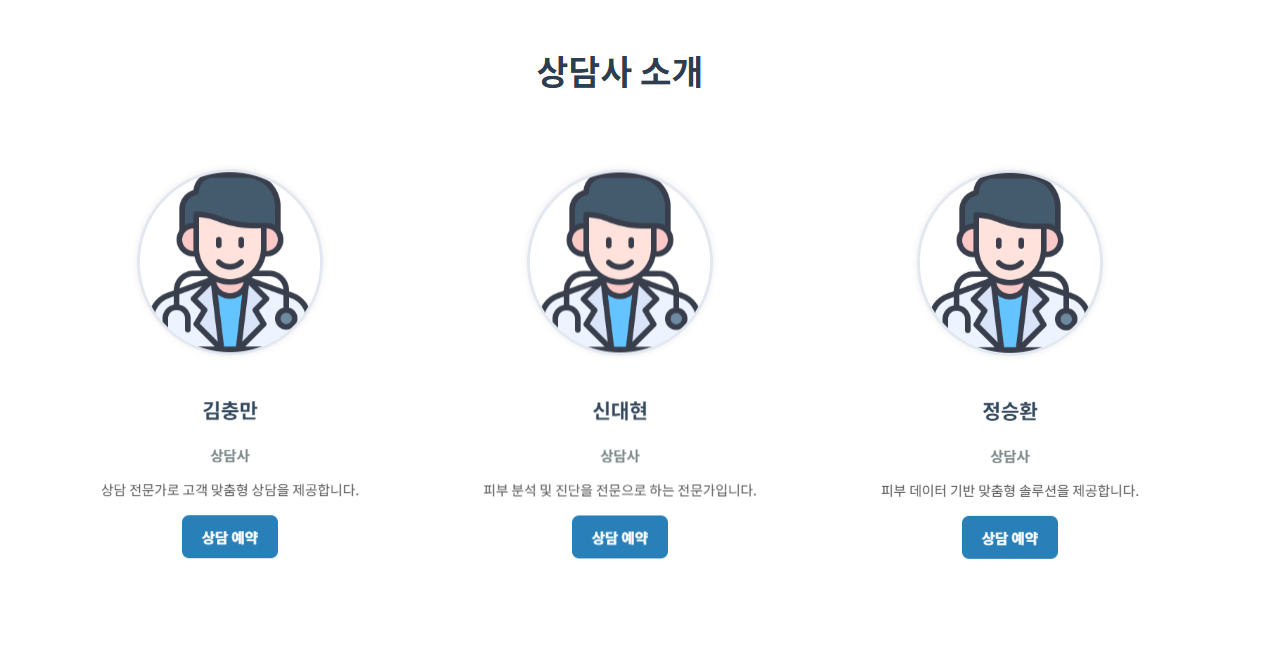 상담사 소개
김충만
상담사
상담 전문가로 고객 맞춤형 상담을 제공합니다.
상담 예약
신대현
상담사
피부 분석 및 진단을 전문으로 하는 전문가입니다.
상담 예약
정승환
상담사
피부 데이터 기반 맞춤형 솔루션을 제공합니다.
상담 예약